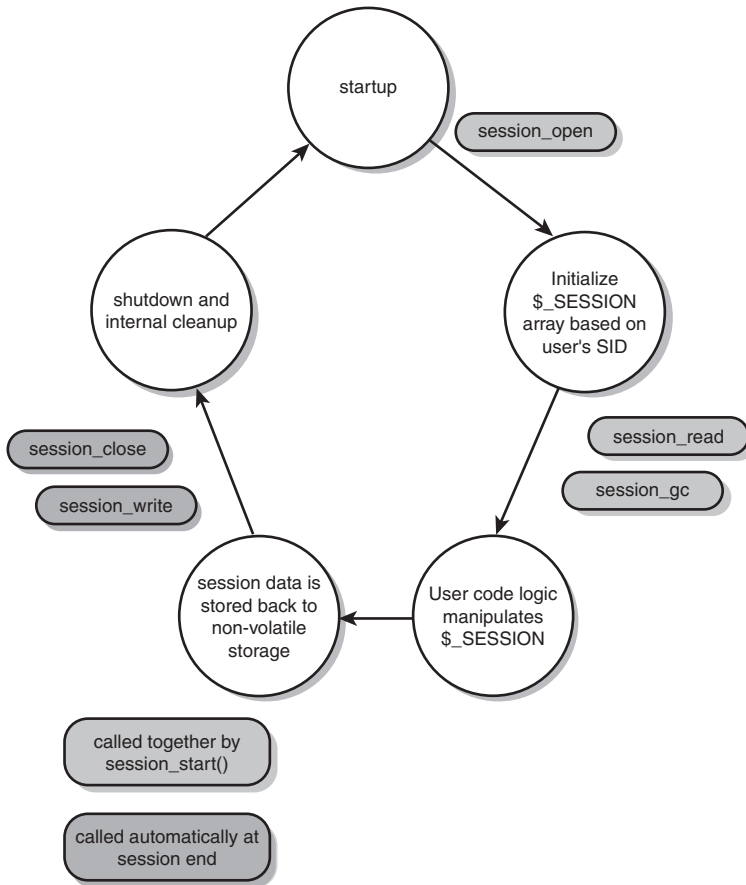 startup
session_open
Initialize
$_SESSION
array based on
user's SID
shutdown and
internal cleanup
session_read
session_gc
session_close
session_write
User code logic
manipulates
$_SESSION
session data is
stored back to
non-volatile
storage
called together by
session_start()
called automatically at
session end